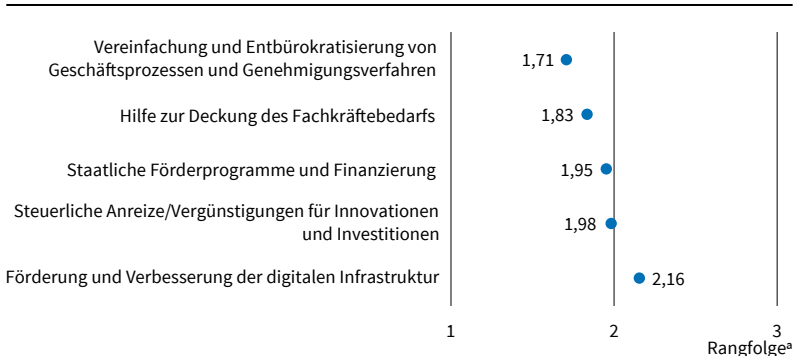 Vereinfachung und Entbürokratisierung von
Geschäftsprozessen und Genehmigungsverfahren
1,71
Hilfe zur Deckung des Fachkräftebedarfs
1,83
Staatliche Förderprogramme und Finanzierung
1,95
Steuerliche Anreize/Vergünstigungen für Innovationen
und Investitionen
1,98
Förderung und Verbesserung der digitalen Infrastruktur
2,16
1 2 3
Rangfolgeᵃ